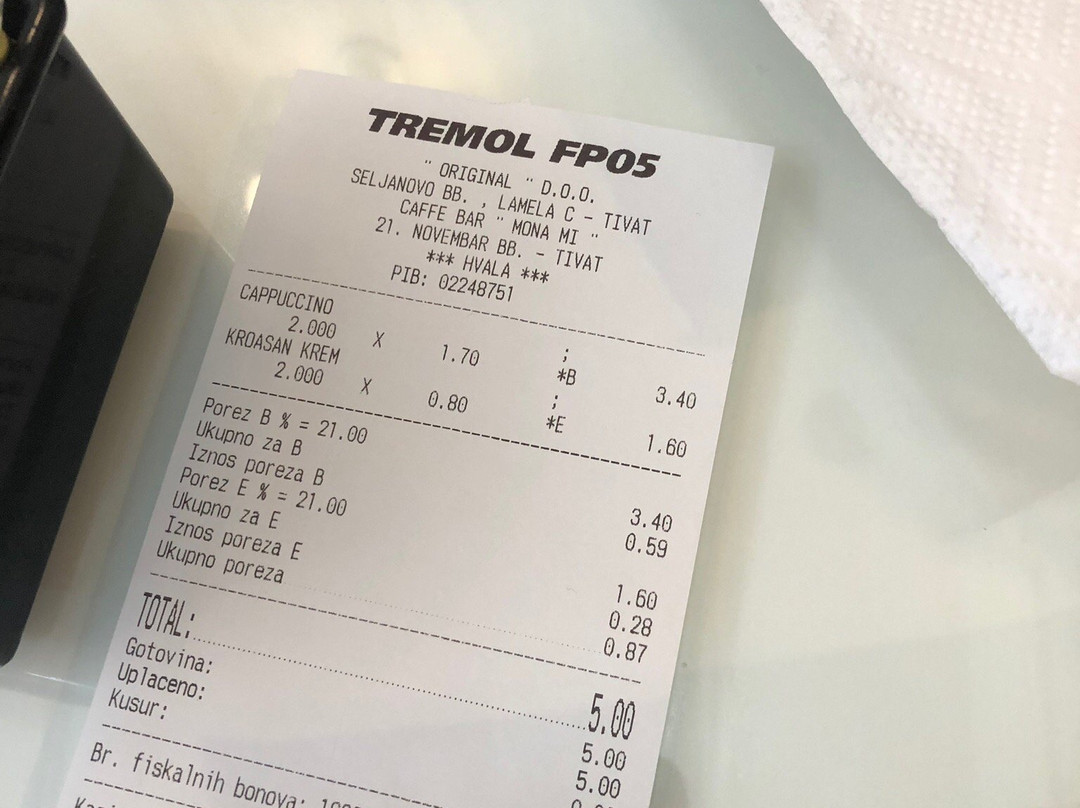 TREMOL FP05
" ORIGINAL " D.O.O.
SELJANOVO BB. , LAMELA C - TIVAT
CAFFE BAR " MONA MI "
21. NOVEMBAR BB. - TIVAT
*** HVALA ***
PIB: 02248751
CAPPUCCINO ;
2.000 X 1.70 *B 3.40
KROASAN KREM ;
2.000 X 0.80 *E 1.60
Porez B % = 21.00
Ukupno za B 3.40
Iznos poreza B 0.59
Porez E % = 21.00
Ukupno za E 1.60
Iznos poreza E 0.28
Ukupno poreza 0.87
TOTAL: 5.00
Gotovina: 5.00
Uplaceno: 5.00
Kusur:
Br. fiskalnih bonova: